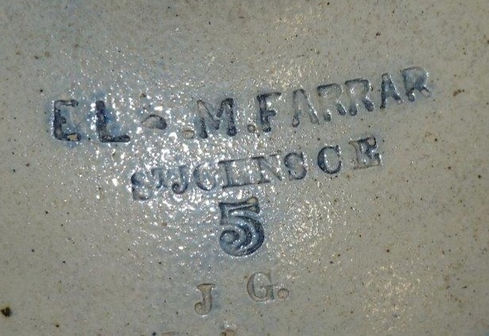 E. L. & M. FARRAR
ST JOHNS C E
5
J G.